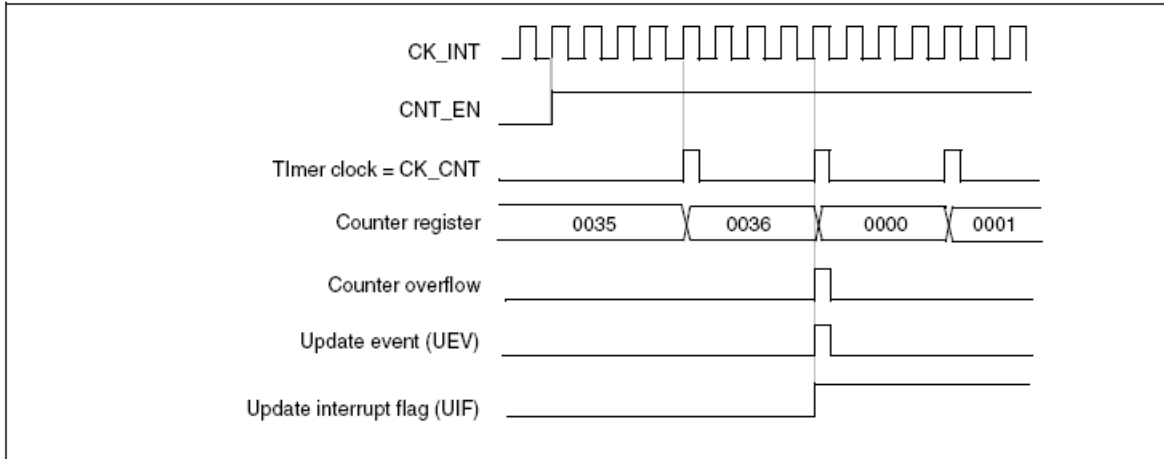 CK_INT
CNT_EN
TImer clock = CK_CNT
Counter register 0035 0036 0000 0001
Counter overflow
Update event (UEV)
Update interrupt flag (UIF)